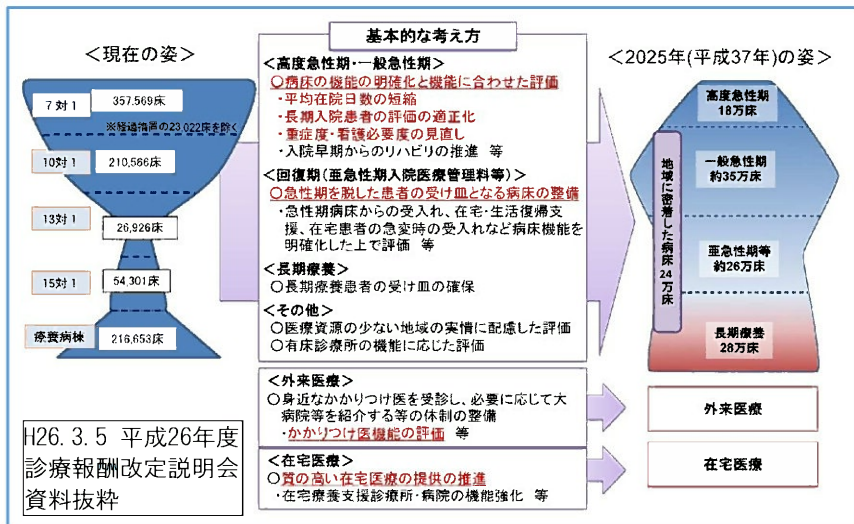 <現在の姿>
7対1
357,569床
※経過措置の23,022床を除く
10対1
210,566床
13対1
26,926床
15対1
54,301床
療養病棟
216,653床
H26.3.5 平成26年度
診療報酬改定説明会
資料抜粋
基本的な考え方
<高度急性期・一般急性期>
○病床の機能の明確化と機能に合わせた評価
・平均在院日数の短縮
・長期入院患者の評価の適正化
・重症度・看護必要度の見直し
・入院早期からのリハビリの推進 等
<回復期(亜急性期入院医療管理料等)>
○急性期を脱した患者の受け皿となる病床の整備
・急性期病床からの受入れ、在宅・生活復帰支
援、在宅患者の急変時の受入れなど病床機能を
明確化した上で評価 等
<長期療養>
○長期療養患者の受け皿の確保
<その他>
○医療資源の少ない地域の実情に配慮した評価
○有床診療所の機能に応じた評価
<外来医療>
○身近なかかりつけ医を受診し、必要に応じて大
病院等を紹介する等の体制の整備
・かかりつけ医機能の評価 等
<在宅医療>
○質の高い在宅医療の提供の推進
・在宅療養支援診療所・病院の機能強化 等
<2025年(平成37年)の姿>
高度急性期
18万床
一般急性期
約35万床
亜急性期等
約26万床
長期療養
28万床
地域に密着した病床24万床
外来医療
在宅医療